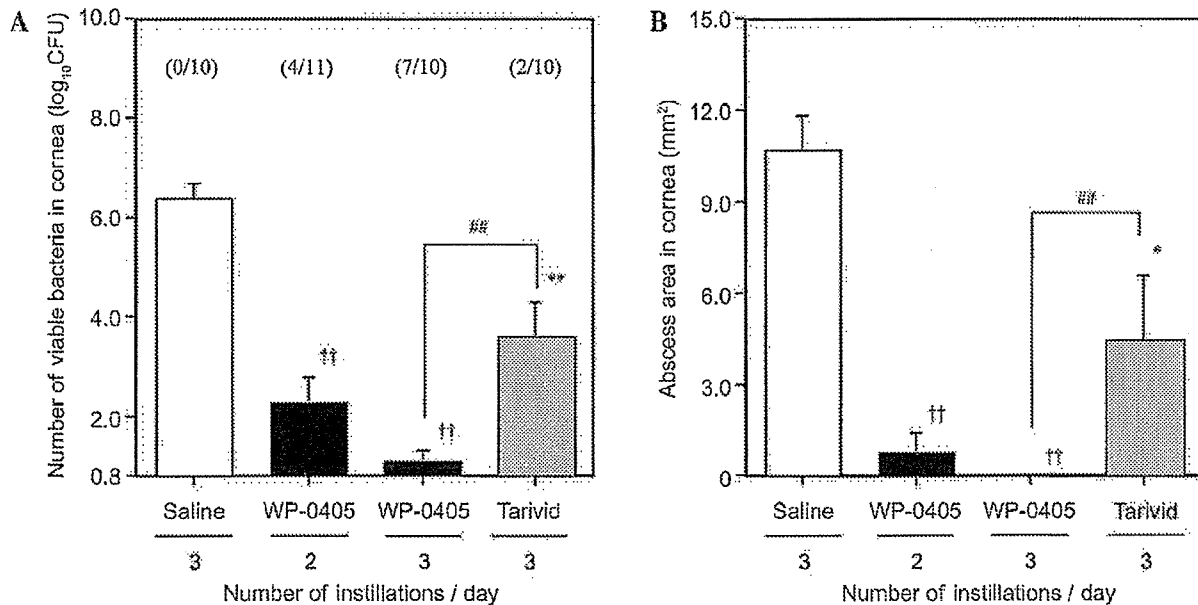 A
Number of viable bacteria in cornea (log₁₀CFU)
10.0
8.0
6.0
4.0
2.0
0.8
(0/10) (4/11) (7/10) (2/10)
##
**
††
††
Saline WP-0405 WP-0405 Tarivid
3 2 3 3
Number of instillations / day
B
Abscess area in cornea (mm²)
15.0
12.0
9.0
6.0
3.0
0
##
*
††
††
Saline WP-0405 WP-0405 Tarivid
3 2 3 3
Number of instillations / day